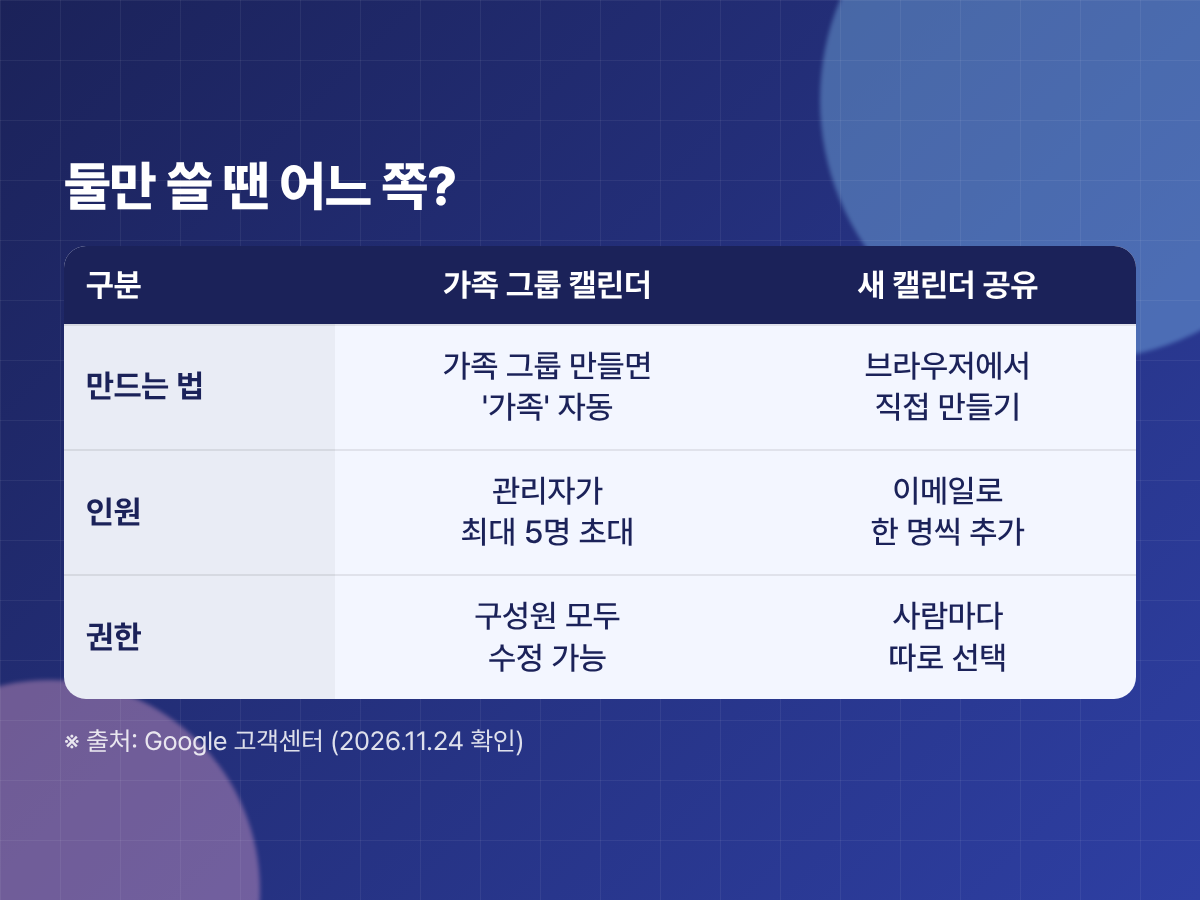 둘만 쓸 땐 어느 쪽?
구분
가족 그룹 캘린더
새 캘린더 공유
만드는 법
가족 그룹 만들면
'가족' 자동
브라우저에서
직접 만들기
인원
관리자가
최대 5명 초대
이메일로
한 명씩 추가
권한
구성원 모두
수정 가능
사람마다
따로 선택
※ 출처: Google 고객센터 (2026.11.24 확인)